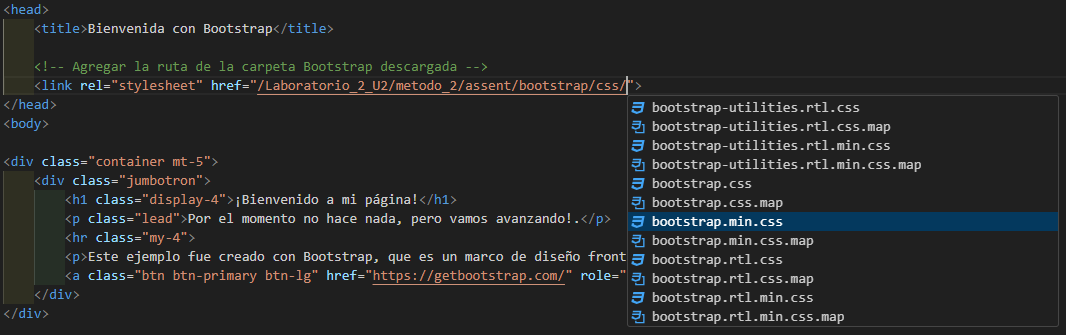 <head>
<title>Bienvenida con Bootstrap</title>
<!-- Agregar la ruta de la carpeta Bootstrap descargada -->
<link rel="stylesheet" href="/Laboratorio_2_U2/metodo_2/assent/bootstrap/css/">
</head>
<body>
<div class="container mt-5">
<div class="jumbotron">
<h1 class="display-4">¡Bienvenido a mi página!</h1>
<p class="lead">Por el momento no hace nada, pero vamos avanzando!.</p>
<hr class="my-4">
<p>Este ejemplo fue creado con Bootstrap, que es un marco de diseño front
<a class="btn btn-primary btn-lg" href="https://getbootstrap.com/" role="
</div>
</div>
bootstrap-utilities.rtl.css
bootstrap-utilities.rtl.css.map
bootstrap-utilities.rtl.min.css
bootstrap-utilities.rtl.min.css.map
bootstrap.css
bootstrap.css.map
bootstrap.min.css
bootstrap.min.css.map
bootstrap.rtl.css
bootstrap.rtl.css.map
bootstrap.rtl.min.css
bootstrap.rtl.min.css.map